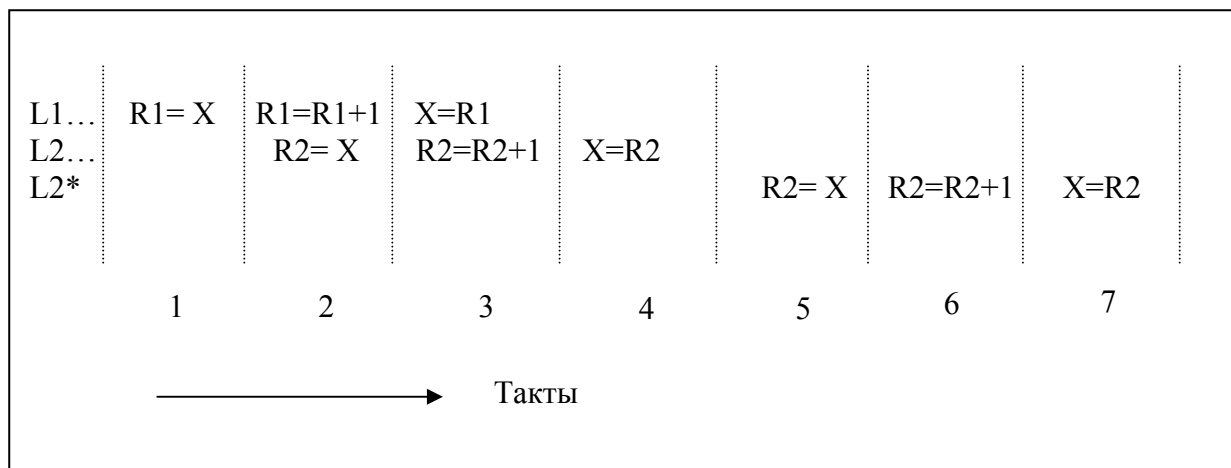 L1… R1= X R1=R1+1 X=R1
L2… R2= X R2=R2+1 X=R2
L2* R2= X R2=R2+1 X=R2
1 2 3 4 5 6 7
Такты